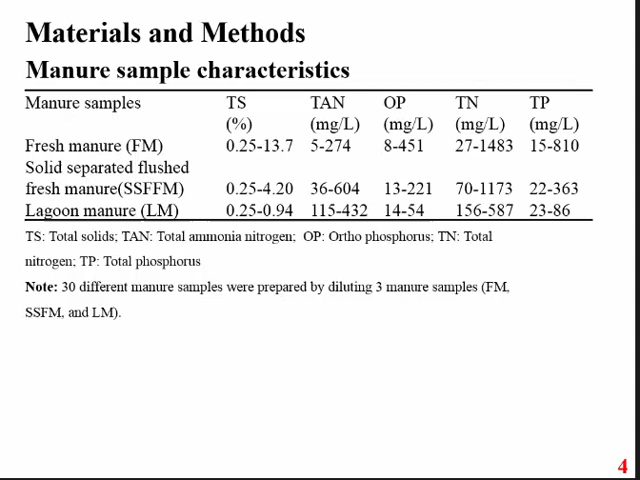 Materials and Methods
Manure sample characteristics
Manure samples TS TAN OP TN TP
(%) (mg/L) (mg/L) (mg/L) (mg/L)
Fresh manure (FM) 0.25-13.7 5-274 8-451 27-1483 15-810
Solid separated flushed
fresh manure(SSFFM) 0.25-4.20 36-604 13-221 70-1173 22-363
Lagoon manure (LM) 0.25-0.94 115-432 14-54 156-587 23-86
TS: Total solids; TAN: Total ammonia nitrogen; OP: Ortho phosphorus; TN: Total
nitrogen; TP: Total phosphorus
Note: 30 different manure samples were prepared by diluting 3 manure samples (FM,
SSFM, and LM).
4